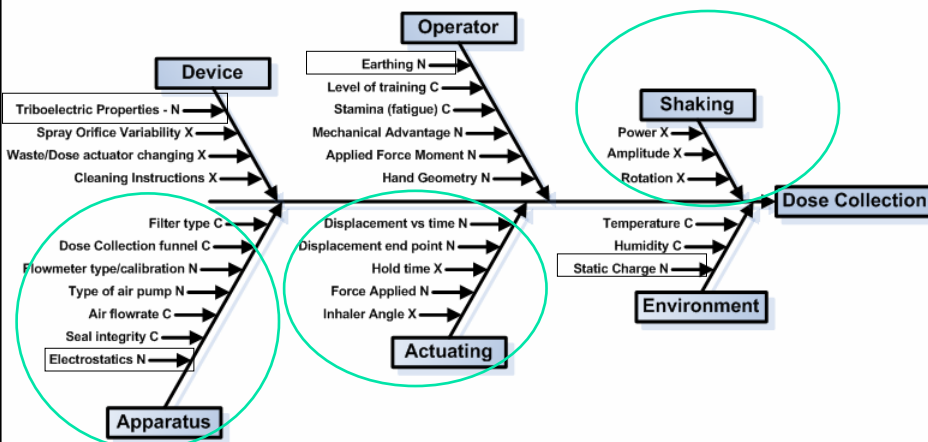 Operator
Earthing N
Level of training C
Stamina (fatigue) C
Mechanical Advantage N
Applied Force Moment N
Hand Geometry N
Device
Triboelectric Properties - N
Spray Orifice Variability X
Waste/Dose actuator changing X
Cleaning Instructions X
Shaking
Power X
Amplitude X
Rotation X
Dose Collection
Filter type C
Dose Collection funnel C
Flowmeter type/calibration N
Type of air pump N
Air flowrate C
Seal integrity C
Electrostatics N
Apparatus
Displacement vs time N
Displacement end point N
Hold time X
Force Applied N
Inhaler Angle X
Actuating
Temperature C
Humidity C
Static Charge N
Environment